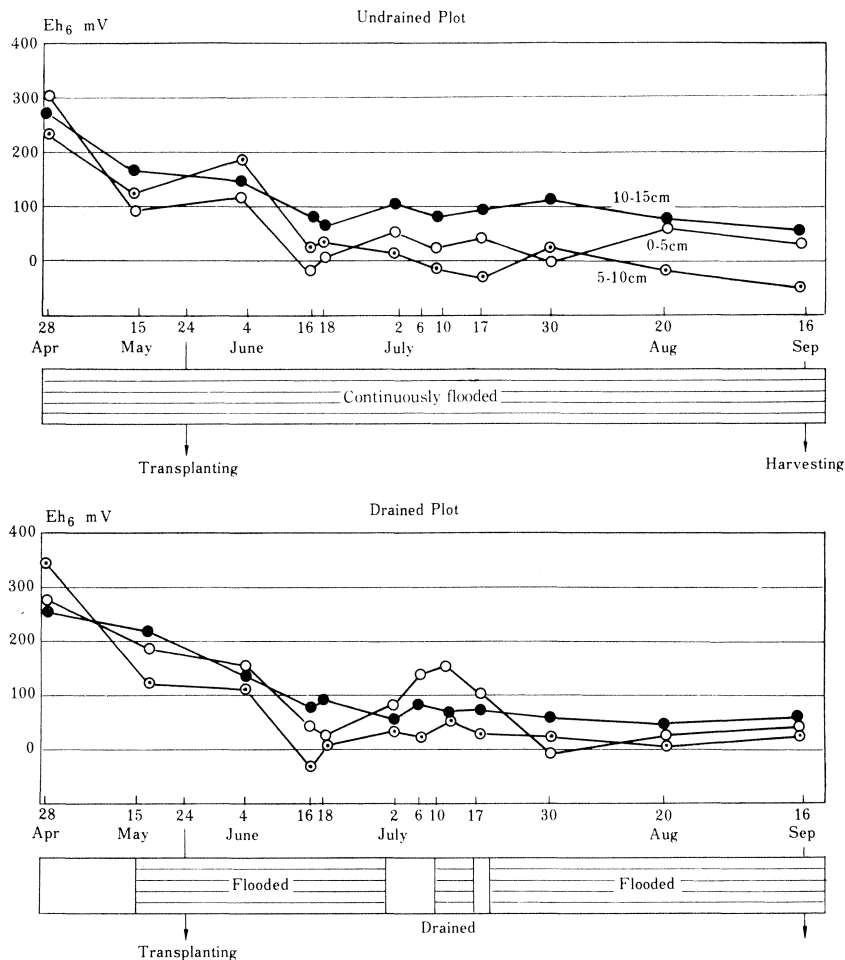 Undrained Plot
Eh6 mV
400
300
200
100
0
10-15cm
0-5cm
5-10cm
28 15 24 4 16 18 2 6 10 17 30 20 16
Apr May June July Aug Sep
Continuously flooded
Transplanting Harvesting
Drained Plot
Eh6 mV
400
300
200
100
0
28 15 24 4 16 18 2 6 10 17 30 20 16
Apr May June July Aug Sep
Flooded Flooded
Drained
Transplanting